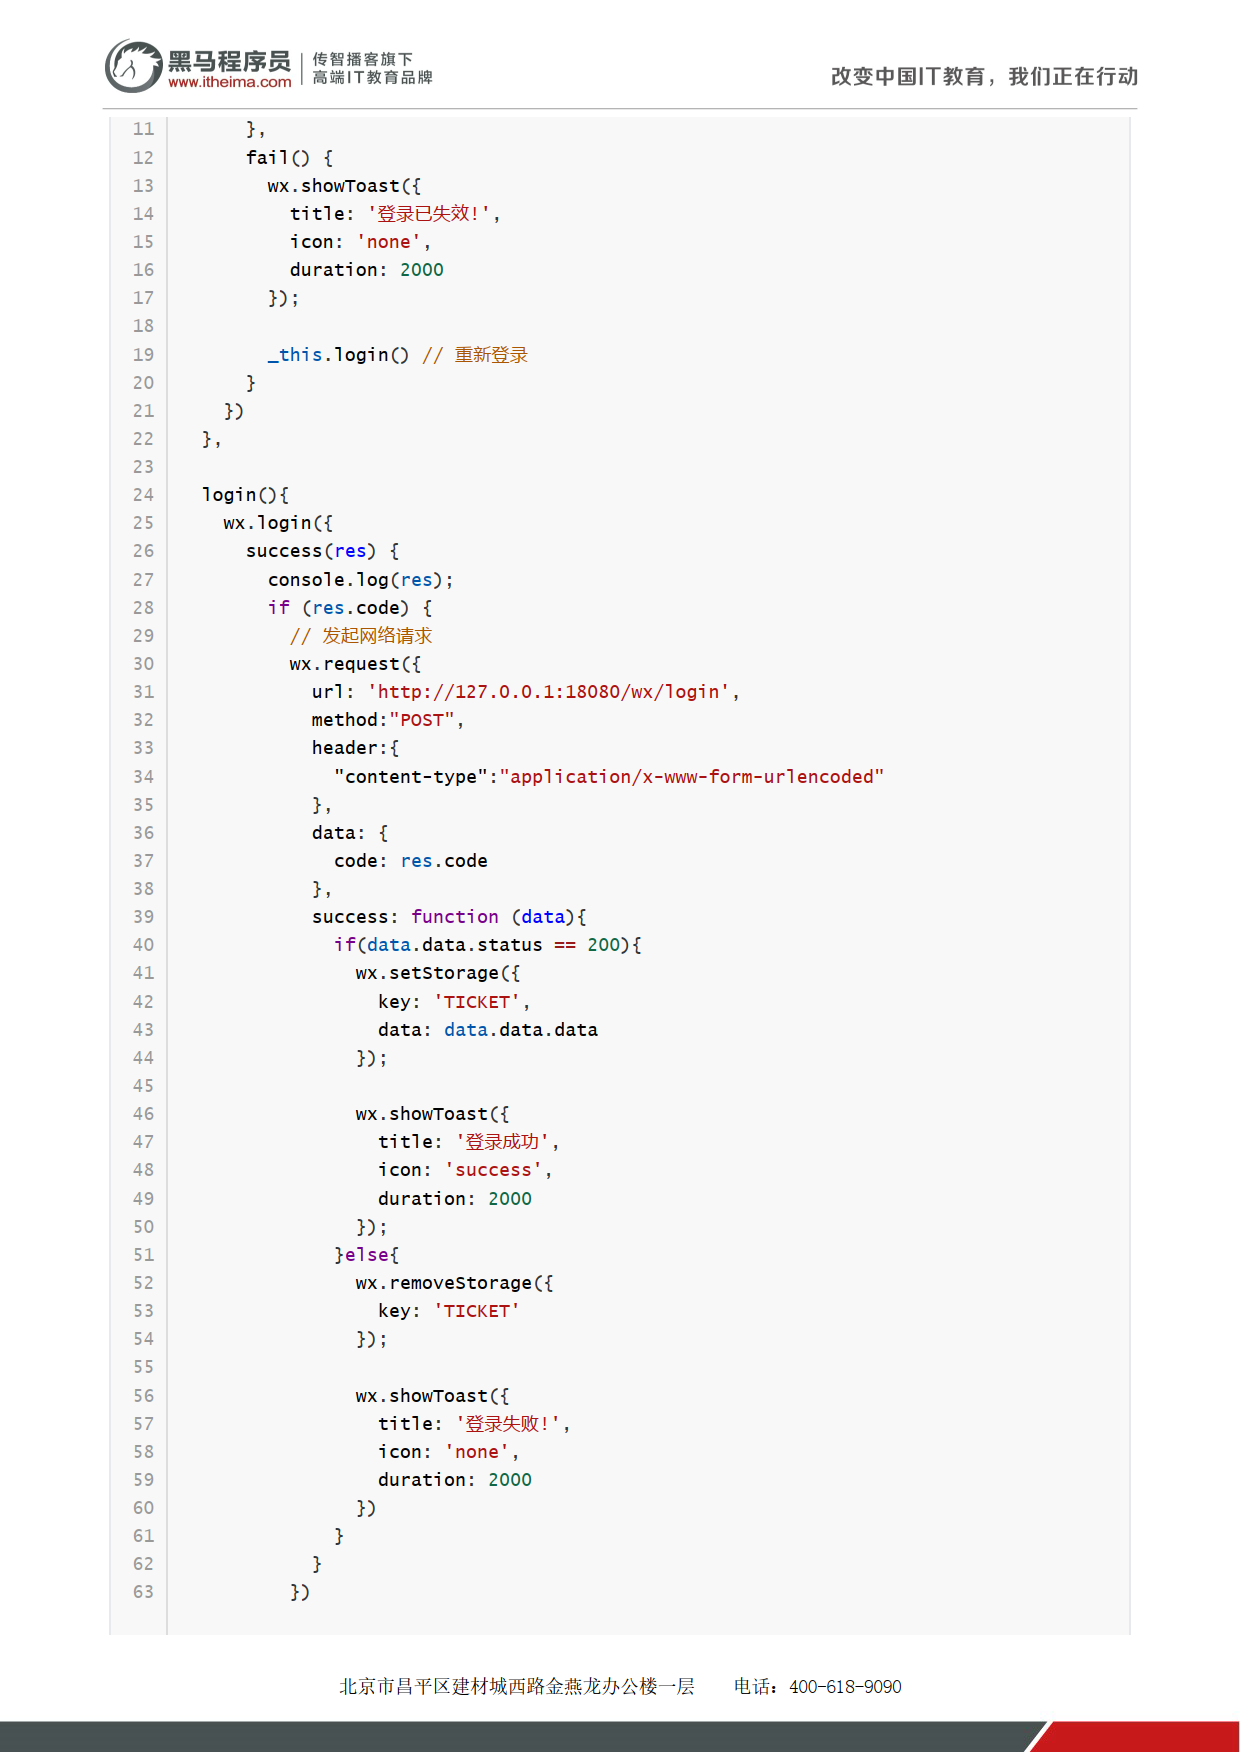 黑马程序员
www.itheima.com
传智播客旗下
高端IT教育品牌
改变中国IT教育，我们正在行动
11       },
12       fail() {
13         wx.showToast({
14           title: '登录已失效!',
15           icon: 'none',
16           duration: 2000
17         });
18
19         _this.login() // 重新登录
20       }
21     })
22   },
23
24   login(){
25     wx.login({
26       success(res) {
27         console.log(res);
28         if (res.code) {
29           // 发起网络请求
30           wx.request({
31             url: 'http://127.0.0.1:18080/wx/login',
32             method:"POST",
33             header:{
34               "content-type":"application/x-www-form-urlencoded"
35             },
36             data: {
37               code: res.code
38             },
39             success: function (data){
40               if(data.data.status == 200){
41                 wx.setStorage({
42                   key: 'TICKET',
43                   data: data.data.data
44                 });
45
46                 wx.showToast({
47                   title: '登录成功',
48                   icon: 'success',
49                   duration: 2000
50                 });
51               }else{
52                 wx.removeStorage({
53                   key: 'TICKET'
54                 });
55
56                 wx.showToast({
57                   title: '登录失败!',
58                   icon: 'none',
59                   duration: 2000
60                 })
61               }
62             }
63           })
北京市昌平区建材城西路金燕龙办公楼一层　　电话：400-618-9090